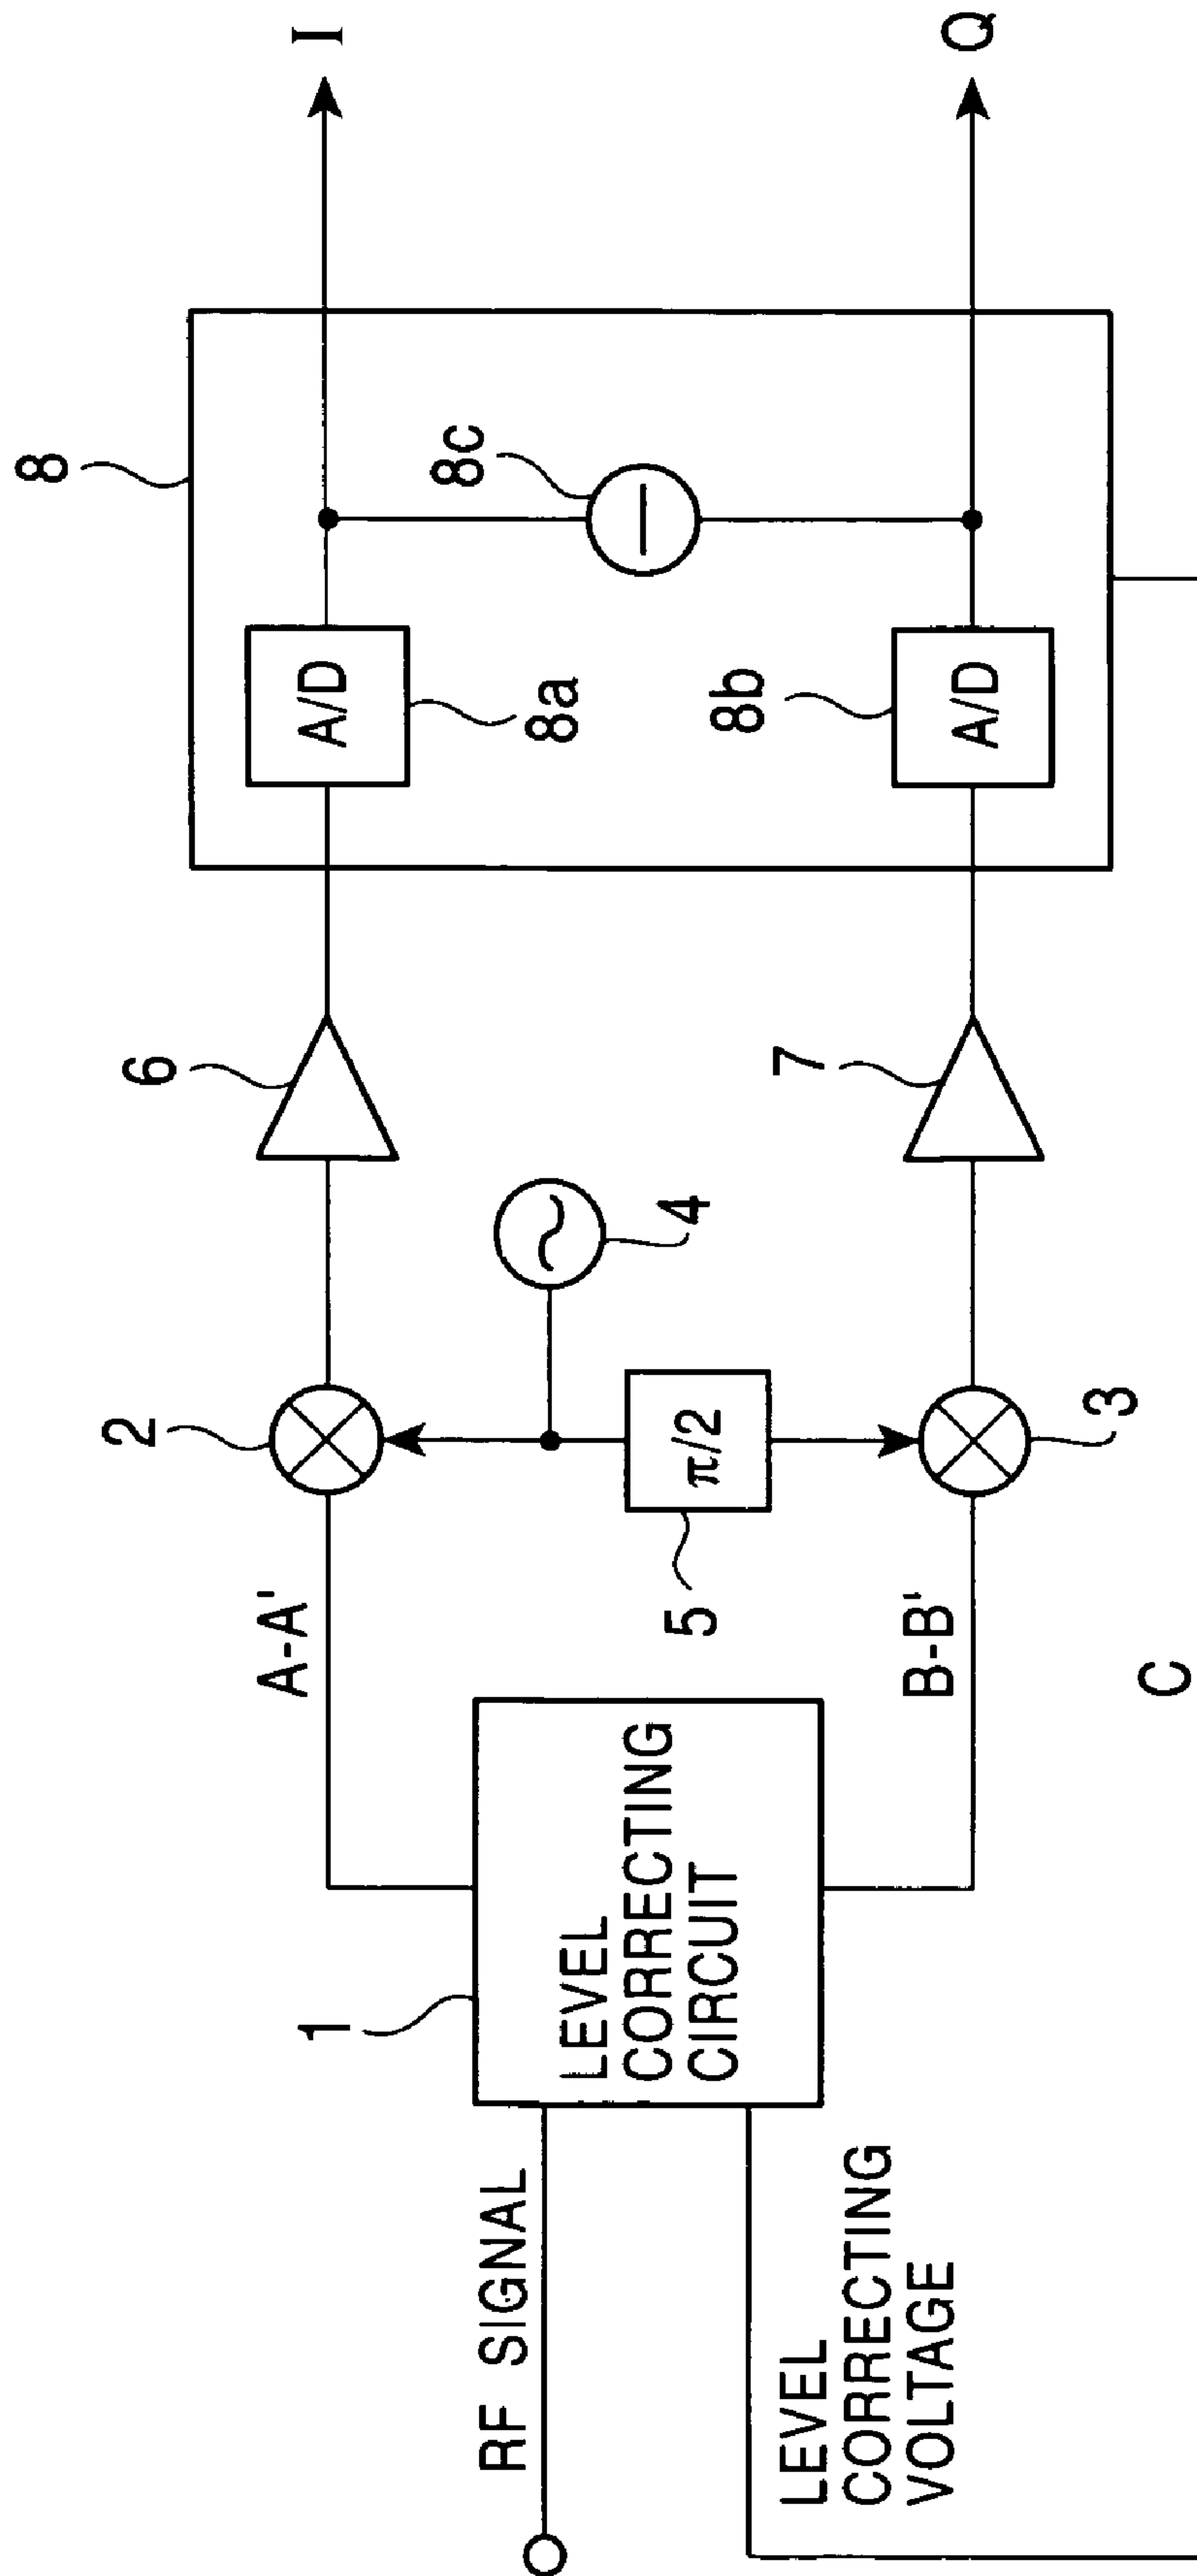 RF SIGNAL
LEVEL
CORRECTING
VOLTAGE
1
LEVEL
CORRECTING
CIRCUIT
A-A'
B-B'
C
2
3
4
5
π/2
6
7
8
8a
A/D
8b
A/D
8c
I
Q